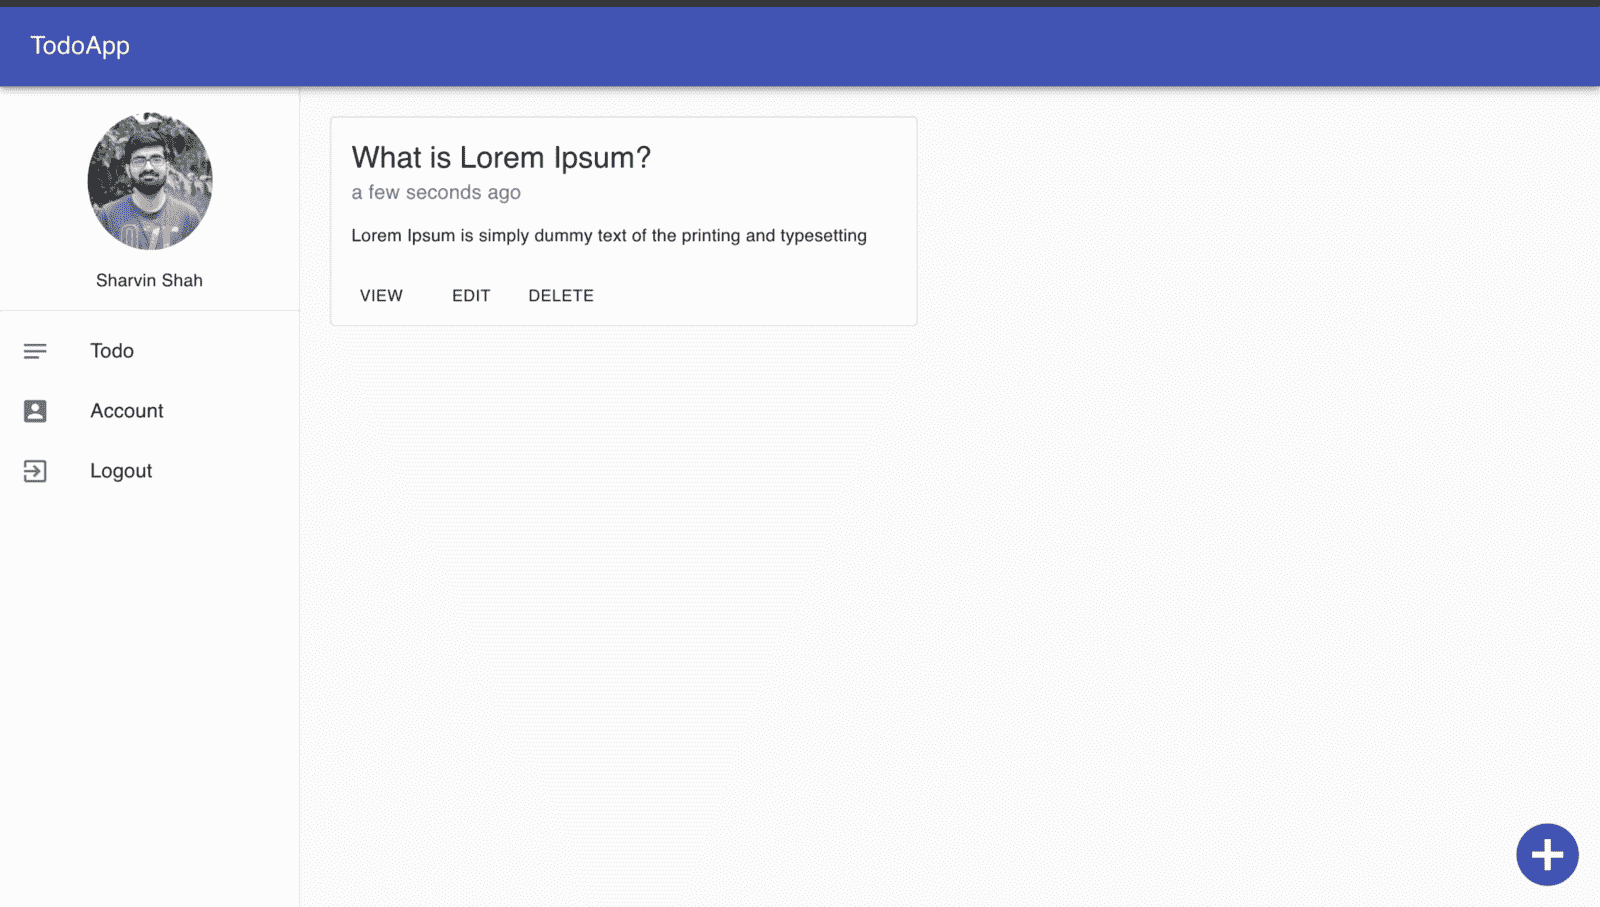 TodoApp
Sharvin Shah
Todo
Account
Logout
What is Lorem Ipsum?
a few seconds ago
Lorem Ipsum is simply dummy text of the printing and typesetting
VIEW EDIT DELETE